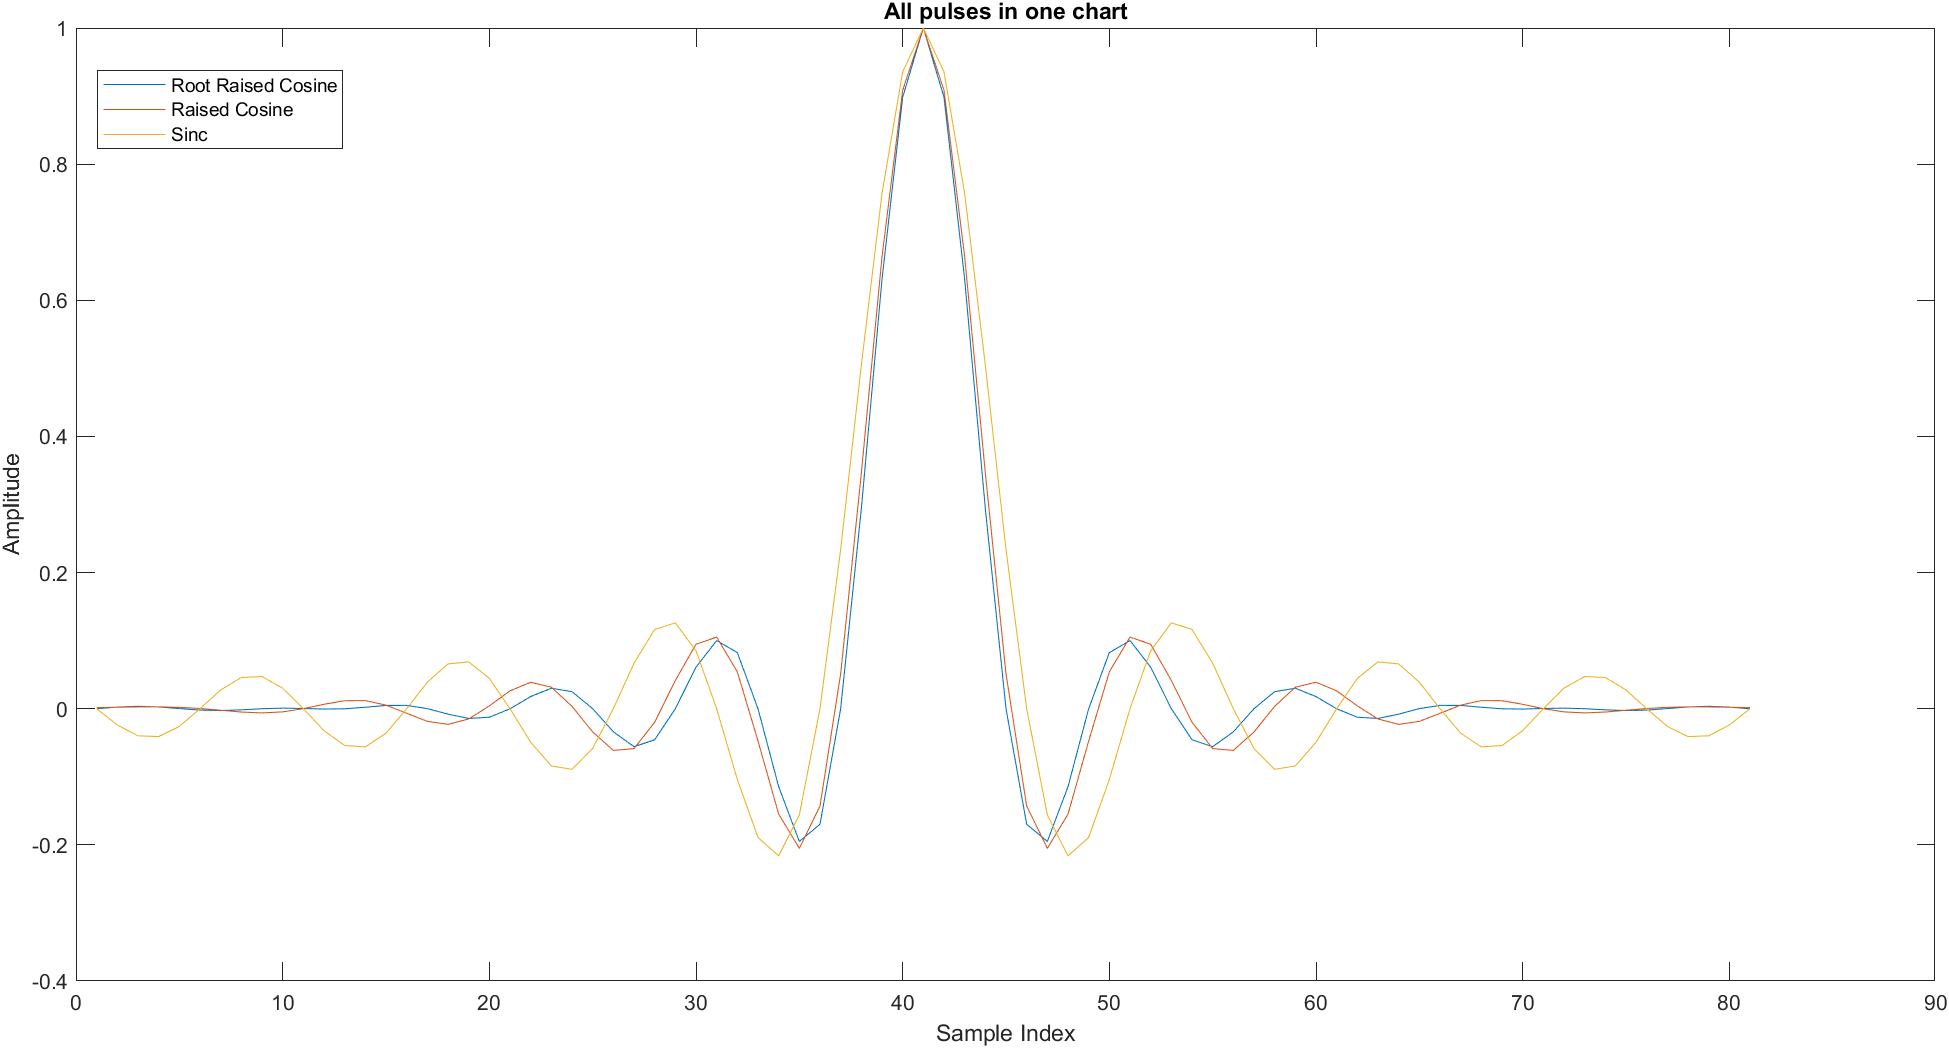 All pulses in one chart
1
Root Raised Cosine
Raised Cosine
Sinc
0.8
0.6
0.4
0.2
0
-0.2
-0.4
Amplitude
0 10 20 30 40 50 60 70 80 90
Sample Index